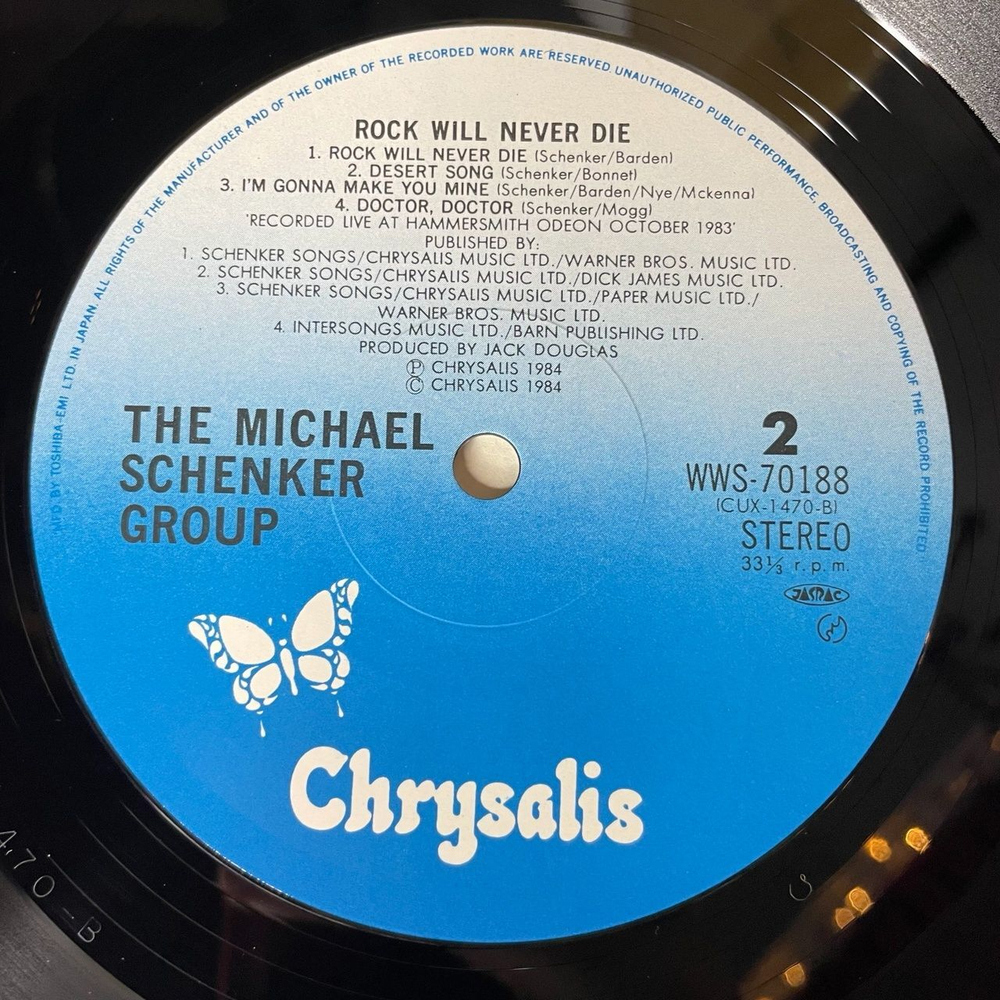 MFD BY TOSHIBA-EMI LTD. IN JAPAN. ALL RIGHTS OF THE MANUFACTURER AND OF THE OWNER OF THE RECORDED WORK ARE RESERVED. UNAUTHORIZED PUBLIC PERFORMANCE, BROADCASTING AND COPYING OF THE RECORD PROHIBITED.
ROCK WILL NEVER DIE
1. ROCK WILL NEVER DIE (Schenker/Barden)
2. DESERT SONG (Schenker/Bonnet)
3. I'M GONNA MAKE YOU MINE (Schenker/Barden/Nye/Mckenna)
4. DOCTOR, DOCTOR (Schenker/Mogg)
'RECORDED LIVE AT HAMMERSMITH ODEON OCTOBER 1983'
PUBLISHED BY:
1. SCHENKER SONGS/CHRYSALIS MUSIC LTD./WARNER BROS. MUSIC LTD.
2. SCHENKER SONGS/CHRYSALIS MUSIC LTD./DICK JAMES MUSIC LTD.
3. SCHENKER SONGS/CHRYSALIS MUSIC LTD./PAPER MUSIC LTD./
WARNER BROS. MUSIC LTD.
4. INTERSONGS MUSIC LTD./BARN PUBLISHING LTD.
PRODUCED BY JACK DOUGLAS
Ⓟ CHRYSALIS 1984
© CHRYSALIS 1984
THE MICHAEL
SCHENKER
GROUP
2
WWS-70188
(CUX-1470-B)
STEREO
33⅓ r.p.m.
JASRAC
Chrysalis
470-B